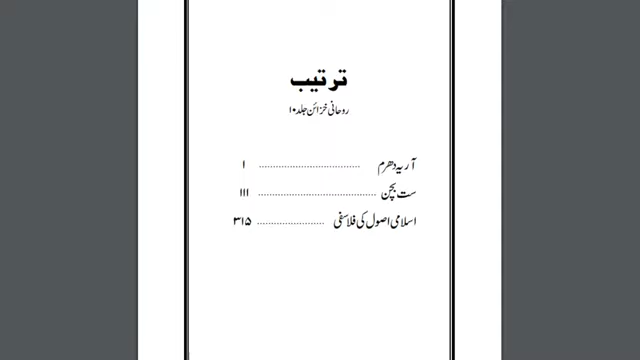 ترتیب
روحانی خزائن جلد ۱۰
آریہ دھرم ........................ ۱
ست بچن ........................ ۱۱۱
اسلامی اصول کی فلاسفی ........................ ۳۱۵